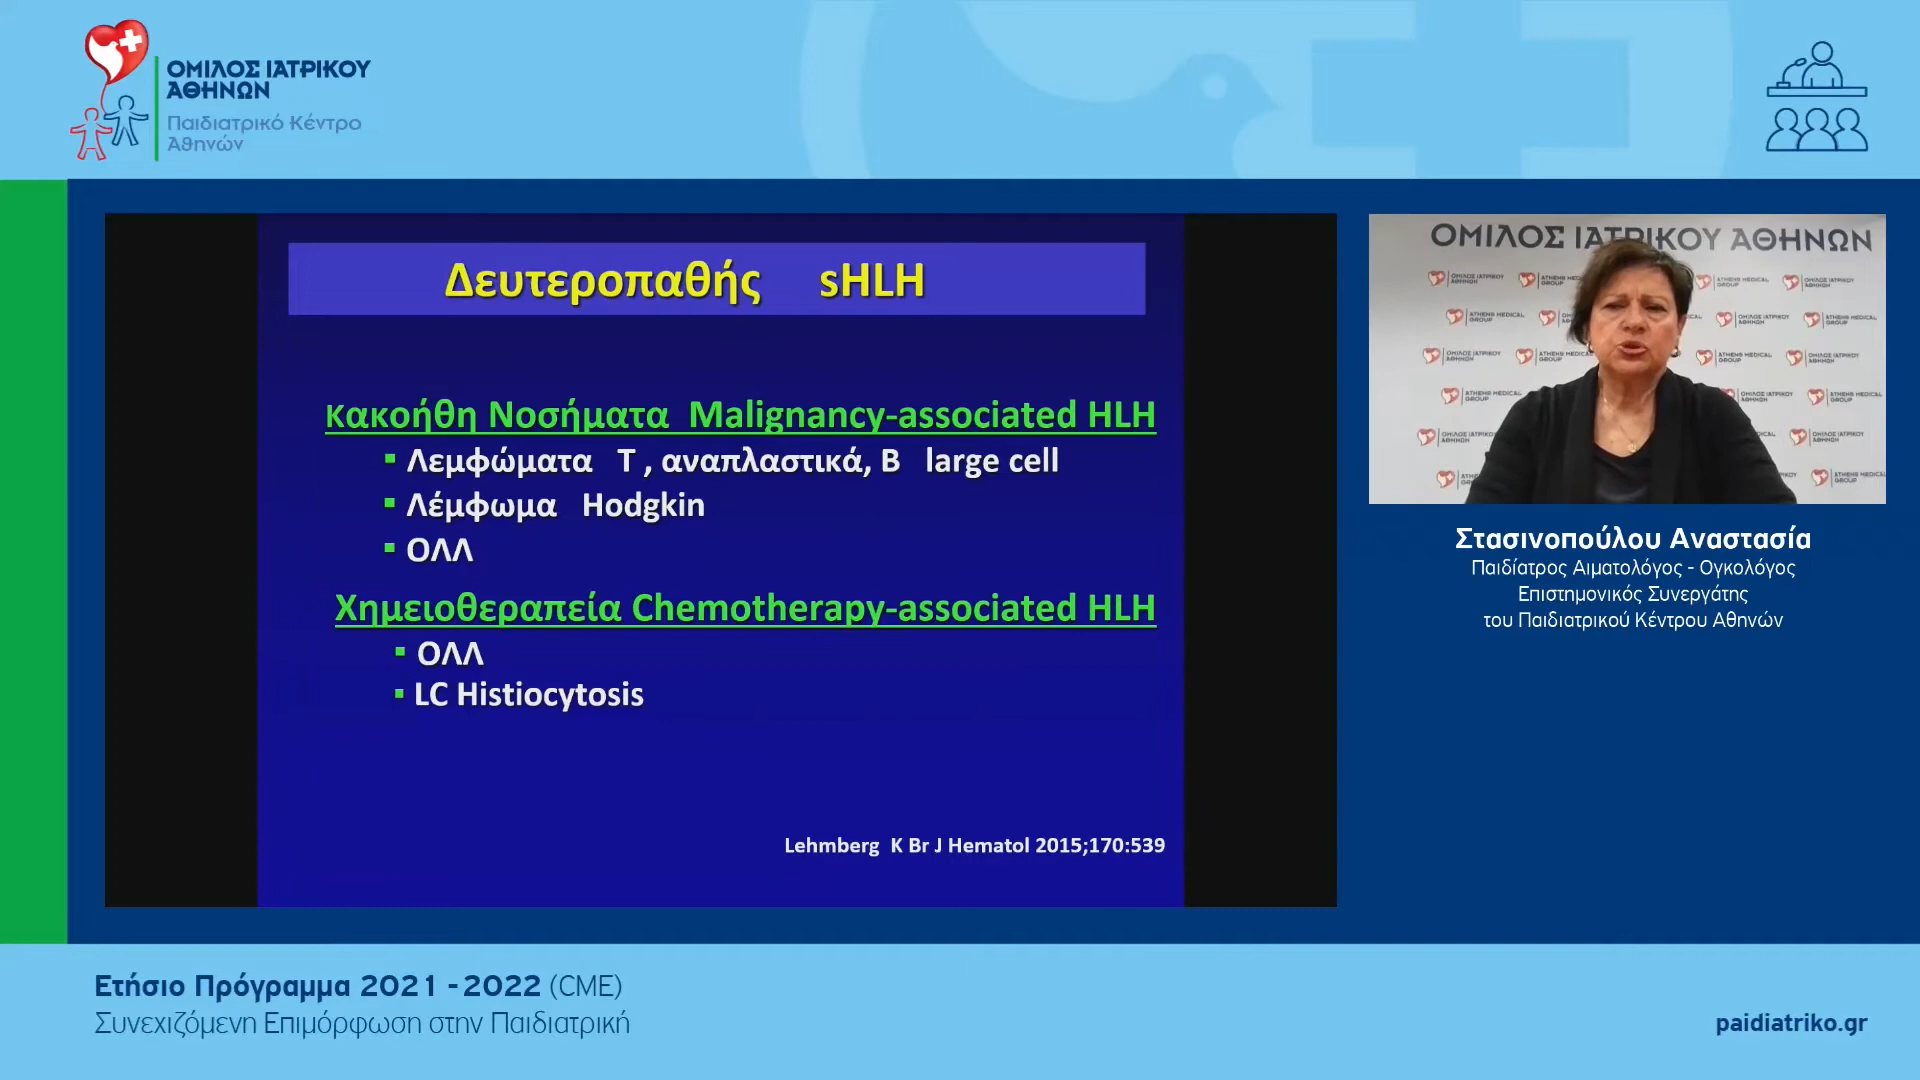 ΟΜΙΛΟΣ ΙΑΤΡΙΚΟΥ
ΑΘΗΝΩΝ
Παιδιατρικό Κέντρο
Αθηνών
Δευτεροπαθής sHLH
Κακοήθη Νοσήματα Malignancy-associated HLH
▪ Λεμφώματα Τ , αναπλαστικά, Β large cell
▪ Λέμφωμα Hodgkin
▪ ΟΛΛ
Χημειοθεραπεία Chemotherapy-associated HLH
▪ ΟΛΛ
▪ LC Histiocytosis
Lehmberg K Br J Hematol 2015;170:539
ΟΜΙΛΟΣ ΙΑΤΡΙΚΟΥ ΑΘΗΝΩΝ
Στασινοπούλου Αναστασία
Παιδίατρος Αιματολόγος - Ογκολόγος
Επιστημονικός Συνεργάτης
του Παιδιατρικού Κέντρου Αθηνών
Ετήσιο Πρόγραμμα 2021 - 2022 (CME)
Συνεχιζόμενη Επιμόρφωση στην Παιδιατρική
paidiatriko.gr